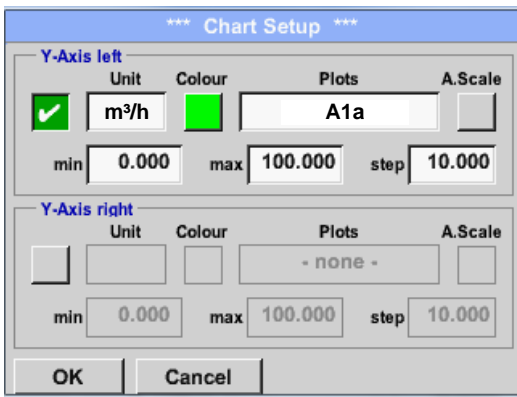 *** Chart Setup ***
Y-Axis left
Unit Colour Plots A.Scale
m³/h A1a
min 0.000 max 100.000 step 10.000
Y-Axis right
Unit Colour Plots A.Scale
- none -
min 0.000 max 100.000 step 10.000
OK Cancel